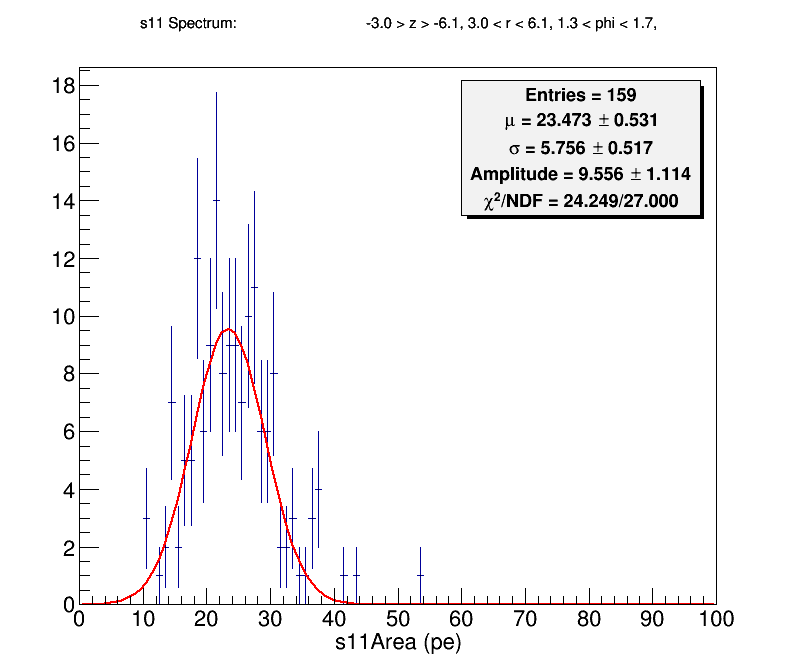 s11 Spectrum: -3.0 > z > -6.1, 3.0 < r < 6.1, 1.3 < phi < 1.7,
Entries = 159
μ = 23.473 ± 0.531
σ = 5.756 ± 0.517
Amplitude = 9.556 ± 1.114
χ²/NDF = 24.249/27.000
18
16
14
12
10
8
6
4
2
0
0 10 20 30 40 50 60 70 80 90 100
s11Area (pe)